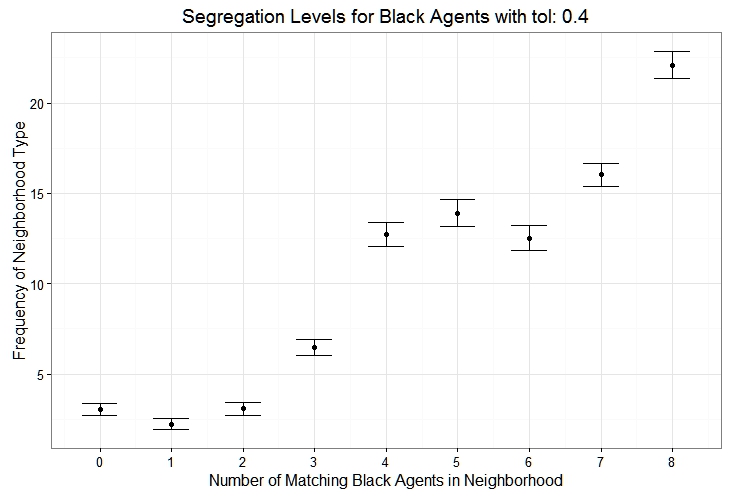 Segregation Levels for Black Agents with tol: 0.4
Frequency of Neighborhood Type
20
15
10
5
0 1 2 3 4 5 6 7 8
Number of Matching Black Agents in Neighborhood